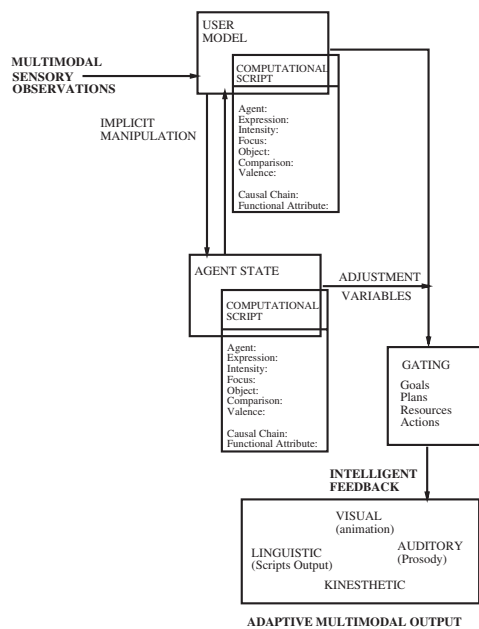 USER
MODEL
MULTIMODAL
SENSORY
OBSERVATIONS
COMPUTATIONAL
SCRIPT
IMPLICIT
MANIPULATION
Agent:
Expression:
Intensity:
Focus:
Object:
Comparison:
Valence:
Causal Chain:
Functional Attribute:
AGENT STATE
ADJUSTMENT
VARIABLES
COMPUTATIONAL
SCRIPT
Agent:
Expression:
Intensity:
Focus:
Object:
Comparison:
Valence:
Causal Chain:
Functional Attribute:
GATING
Goals
Plans
Resources
Actions
INTELLIGENT
FEEDBACK
VISUAL
(animation)
LINGUISTIC
(Scripts Output)
AUDITORY
(Prosody)
KINESTHETIC
ADAPTIVE MULTIMODAL OUTPUT